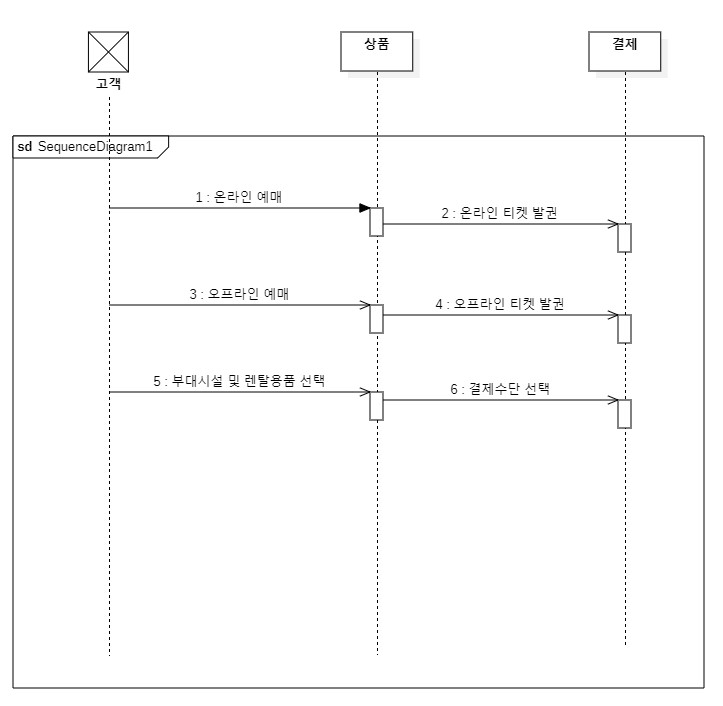 상품
결제
고객
sd SequenceDiagram1
1 : 온라인 예매
2 : 온라인 티켓 발권
3 : 오프라인 예매
4 : 오프라인 티켓 발권
5 : 부대시설 및 렌탈용품 선택
6 : 결제수단 선택